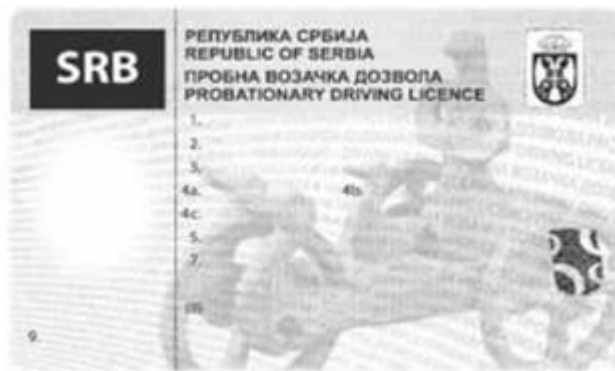 SRB
РЕПУБЛИКА СРБИЈА
REPUBLIC OF SERBIA
ПРОБНА ВОЗАЧКА ДОЗВОЛА
PROBATIONARY DRIVING LICENCE
1.
2.
3.
4a. 4b.
4c.
5.
7.
9.